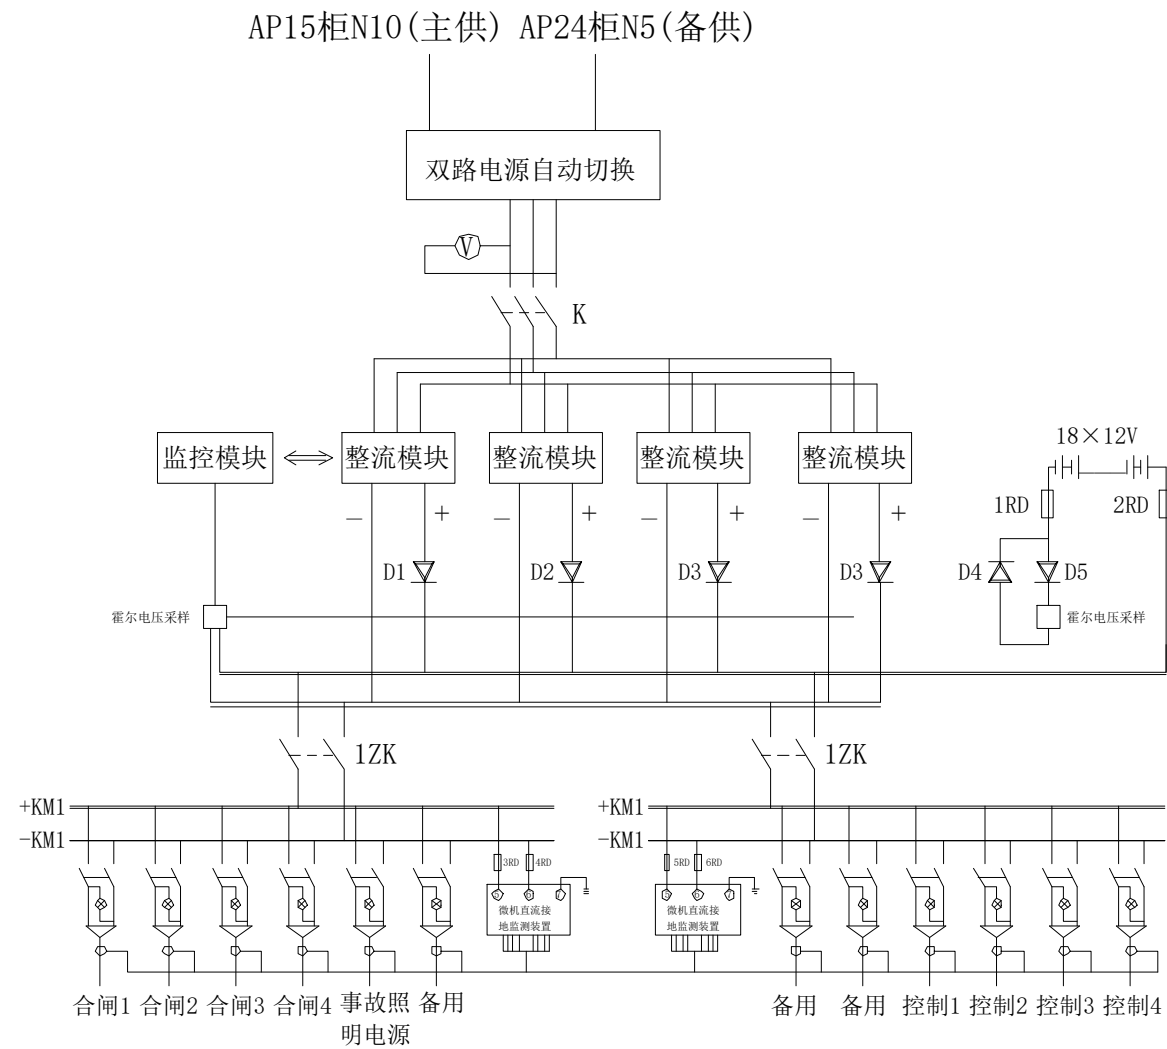 AP15柜N10(主供) AP24柜N5(备供)
双路电源自动切换
V
K
监控模块 整流模块 整流模块 整流模块 整流模块
18×12V
1RD 2RD
— + — + — + — +
D1 D2 D3 D3 D4 D5
霍尔电压采样 霍尔电压采样
1ZK 1ZK
+KM1 +KM1
-KM1 -KM1
3RD 4RD 5RD 6RD
5 6 7 5 6 7
微机直流接 微机直流接
地监测装置 地监测装置
合闸1 合闸2 合闸3 合闸4 事故照 备用 备用 备用 控制1 控制2 控制3 控制4
明电源